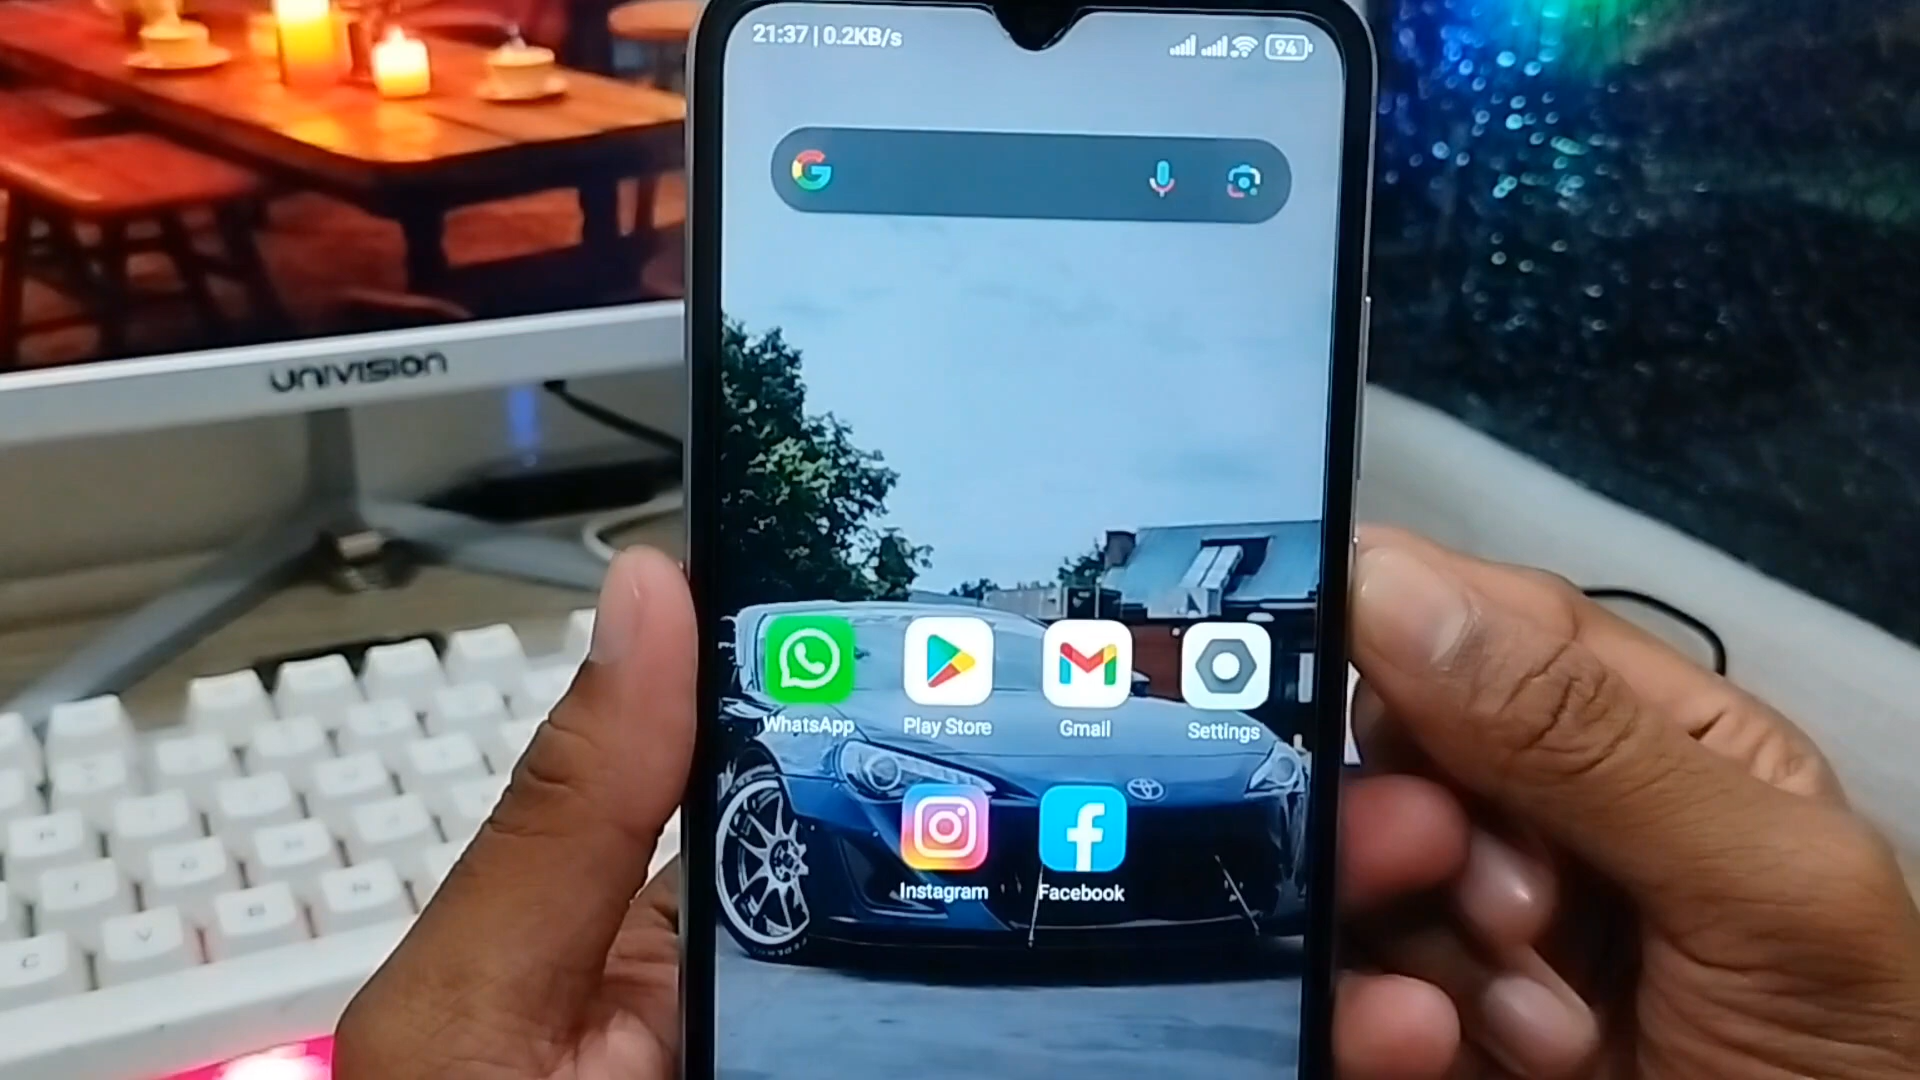 21:37 | 0.2KB/s
94
UNIVISION
WhatsApp
Play Store
Gmail
Settings
Instagram
Facebook
C
V
B
N